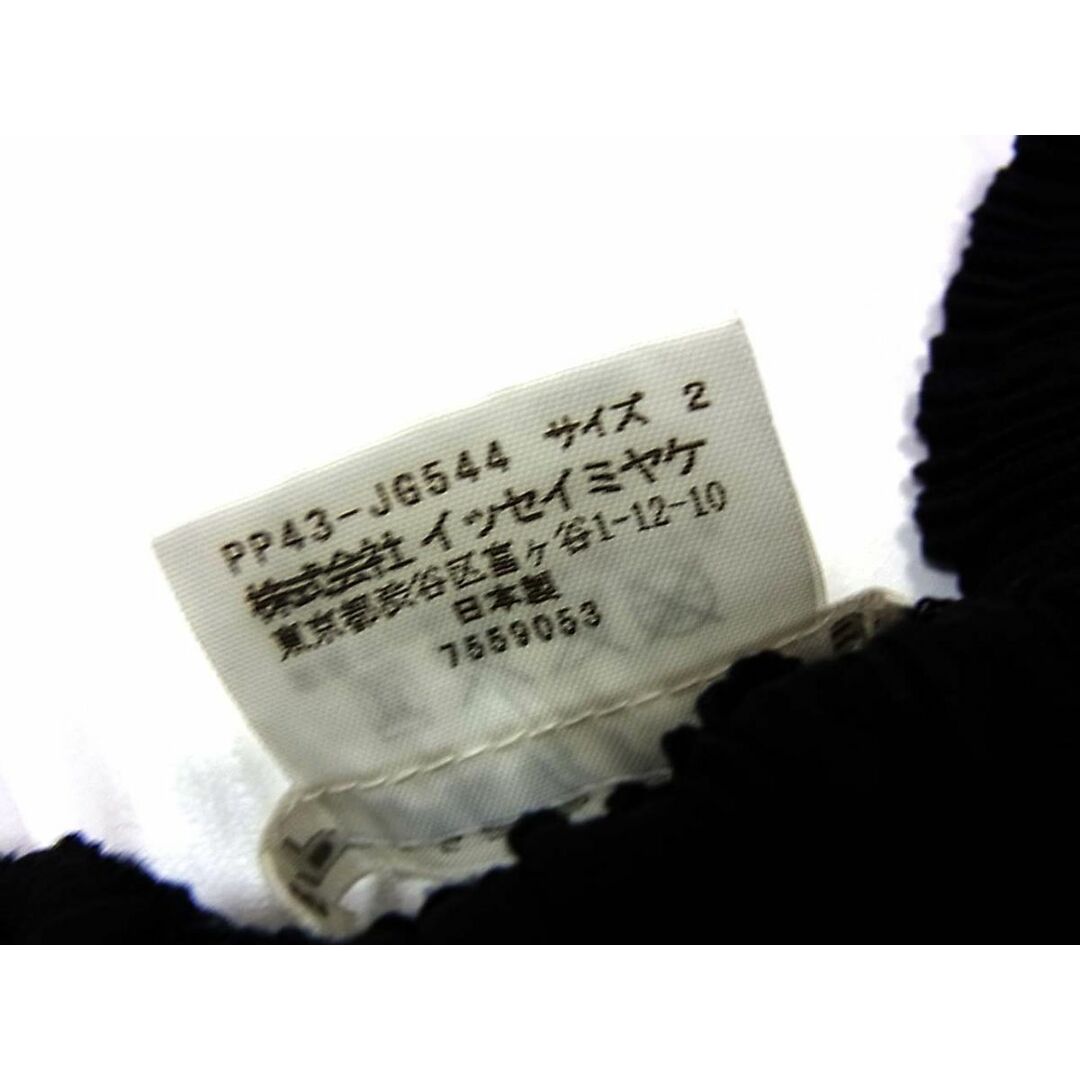 PP43-JG544 サイズ 2
株式会社イッセイミヤケ
東京都渋谷区富ヶ谷1-12-10
日本製
7559053